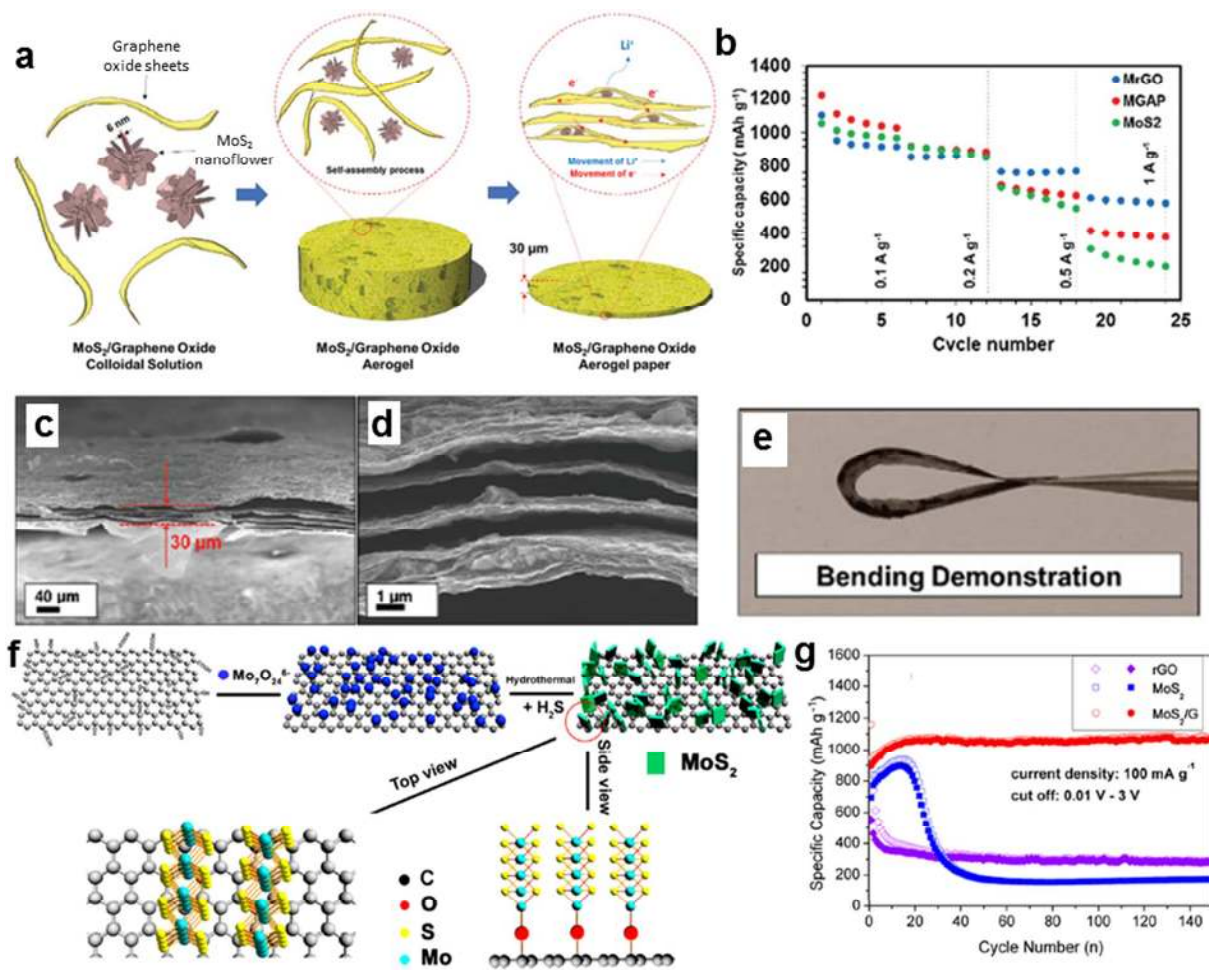 a
Graphene
oxide sheets
6 nm
MoS2
nanoflower
MoS2/Graphene Oxide
Colloidal Solution
Self-assembly process
MoS2/Graphene Oxide
Aerogel
Li+
e-
e-
Movement of Li+
Movement of e-
30 µm
MoS2/Graphene Oxide
Aerogel paper
b
Specific capacity ( mAh g-1)
1400
1200
1000
800
600
400
200
0
MrGO
MGAP
MoS2
0.1 A g-1
0.2 A g-1
0.5 A g-1
1 A g-1
0 5 10 15 20 25
Cycle number
c
30 µm
40 µm
d
1 µm
e
Bending Demonstration
f
Mo7O24 6-
Hydrothermal
+ H2S
MoS2
Top view
Side view
C
O
S
Mo
g
Specific Capacity (mAh g-1)
1600
1400
1200
1000
800
600
400
200
0
rGO
MoS2
MoS2/G
current density: 100 mA g-1
cut off: 0.01 V - 3 V
0 20 40 60 80 100 120 140
Cycle Number (n)